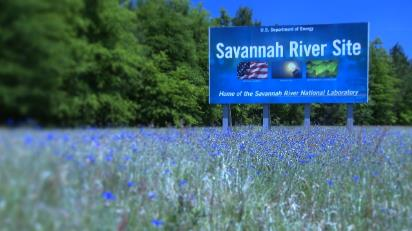 U.S. Department of Energy
Savannah River Site
Home of the Savannah River National Laboratory